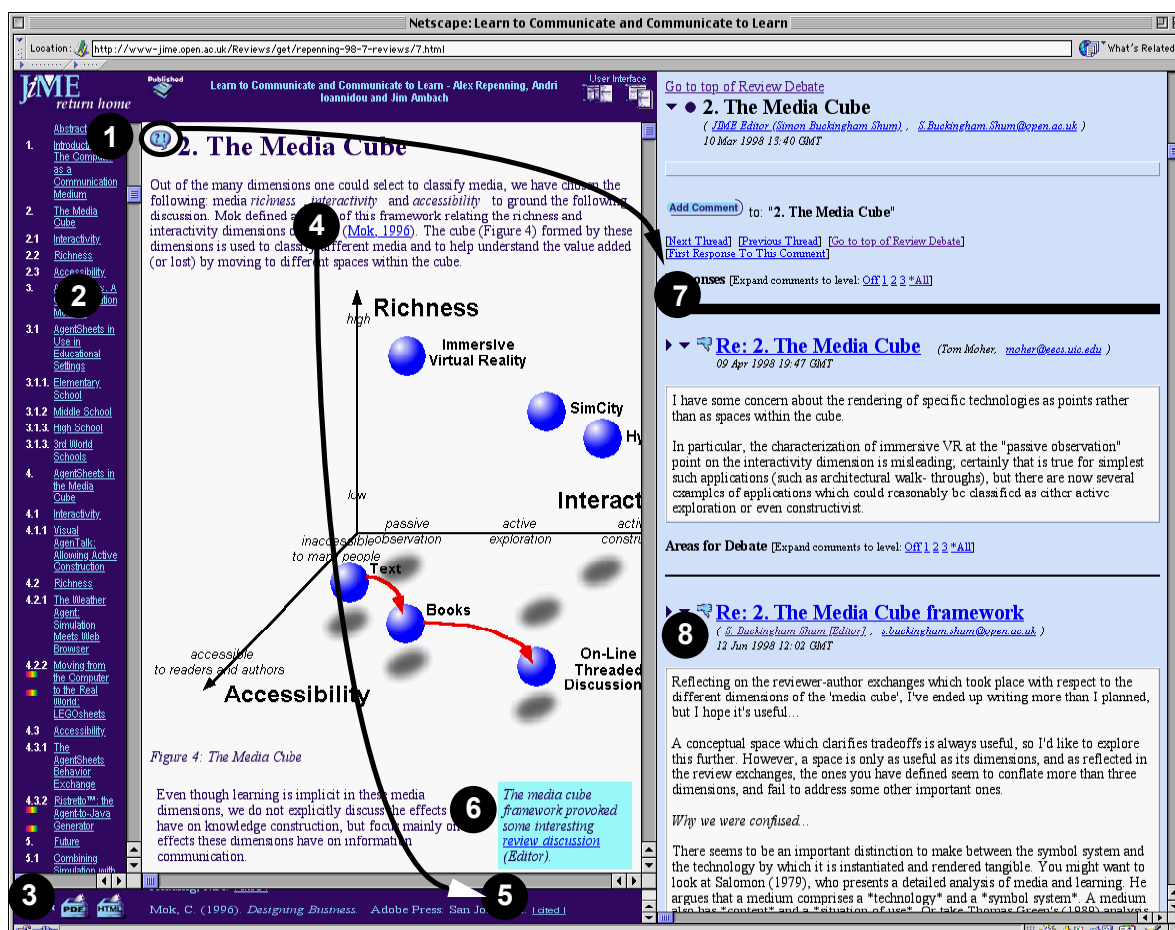 Netscape: Learn to Communicate and Communicate to Learn
Location: http://www-jime.open.ac.uk/Reviews/get/repenning-98-7-reviews/7.html
What's Related
JiME
return home
Published
Learn to Communicate and Communicate to Learn - Alex Repenning, Andri
Ioannidou and Jim Ambach
User Interface
Abstract
1.
The Computer
as a
Communication
Medium
2. The Media
Cube
2.1 Interactivity
2.2 Richness
2.3 Accessibility
3.
3.1 AgentSheets in
Use in
Educational
Settings
3.1.1. Elementary
School
3.1.2 Middle School
3.1.3. High School
3.1.3. 3rd World
Schools
4. AgentSheets in
the Media
Cube
4.1 Interactivity
4.1.1 Visual
AgenTalk:
Allowing Active
Construction
4.2 Richness
4.2.1 The Weather
Agent:
Simulation
Meets Web
Browser
4.2.2 Moving from
the Computer
to the Real
World:
LEGOsheets
4.3 Accessibility
4.3.1 The
AgentSheets
Behavior
Exchange
4.3.2 Ristretto™: the
Agent-to-Java
Generator
5. Future
5.1 Combining
Simulation with
PDF HTML
1
2
3
4
5
6
7
8
?!
2. The Media Cube
Out of the many dimensions one could select to classify media, we have chosen the
following: media richness interactivity and accessibility to ground the following
discussion. Mok defined a of this framework relating the richness and
interactivity dimensions o (Mok, 1996). The cube (Figure 4) formed by these
dimensions is used to classify different media and to help understand the value added
(or lost) by moving to different spaces within the cube.
Richness
high
Immersive
Virtual Reality
SimCity
Hy
low
Interact
passive
observation
active
exploration
activ
constru
inaccessible
to many people
Text
Books
On-Line
Threaded
Discussion
accessible
to readers and authors
Accessibility
Figure 4: The Media Cube
Even though learning is implicit in these media
dimensions, we do not explicitly discuss the effects
have on knowledge construction, but focus mainly on
effects these dimensions have on information
communication.
The media cube
framework provoked
some interesting
review discussion
(Editor).
Mok, C. (1996). Designing Business. Adobe Press: San Jo [cited]
Go to top of Review Debate
2. The Media Cube
( JIME Editor (Simon Buckingham Shum) , S.Buckingham.Shum@open.ac.uk )
10 Mar 1998 13:40 GMT
Add Comment to: "2. The Media Cube"
[Next Thread] [Previous Thread] [Go to top of Review Debate]
[First Response To This Comment]
onses [Expand comments to level: Off 1 2 3 *All]
Re: 2. The Media Cube (Tom Moher, moher@eecs.uic.edu )
09 Apr 1998 19:47 GMT
I have some concern about the rendering of specific technologies as points rather
than as spaces within the cube.
In particular, the characterization of immersive VR at the "passive observation"
point on the interactivity dimension is misleading; certainly that is true for simplest
such applications (such as architectural walk- throughs), but there are now several
examples of applications which could reasonably be classified as either active
exploration or even constructivist.
Areas for Debate [Expand comments to level: Off 1 2 3 *All]
Re: 2. The Media Cube framework
( S. Buckingham Shum [Editor] , s.buckingham.shum@open.ac.uk )
12 Jun 1998 12:02 GMT
Reflecting on the reviewer-author exchanges which took place with respect to the
different dimensions of the 'media cube', I've ended up writing more than I planned,
but I hope it's useful...
A conceptual space which clarifies tradeoffs is always useful, so I'd like to explore
this further. However, a space is only as useful as its dimensions, and as reflected in
the review exchanges, the ones you have defined seem to conflate more than three
dimensions, and fail to address some other important ones.
Why we were confused...
There seems to be an important distinction to make between the symbol system and
the technology by which it is instantiated and rendered tangible. You might want to
look at Salomon (1979), who presents a detailed analysis of media and learning. He
argues that a medium comprises a *technology* and a *symbol system*. A medium
also has *content* and a *situation of use*. Or take Thomas Green's (1989) analysis